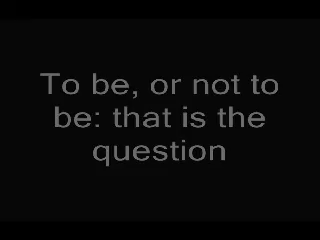 To be, or not to
be: that is the
question